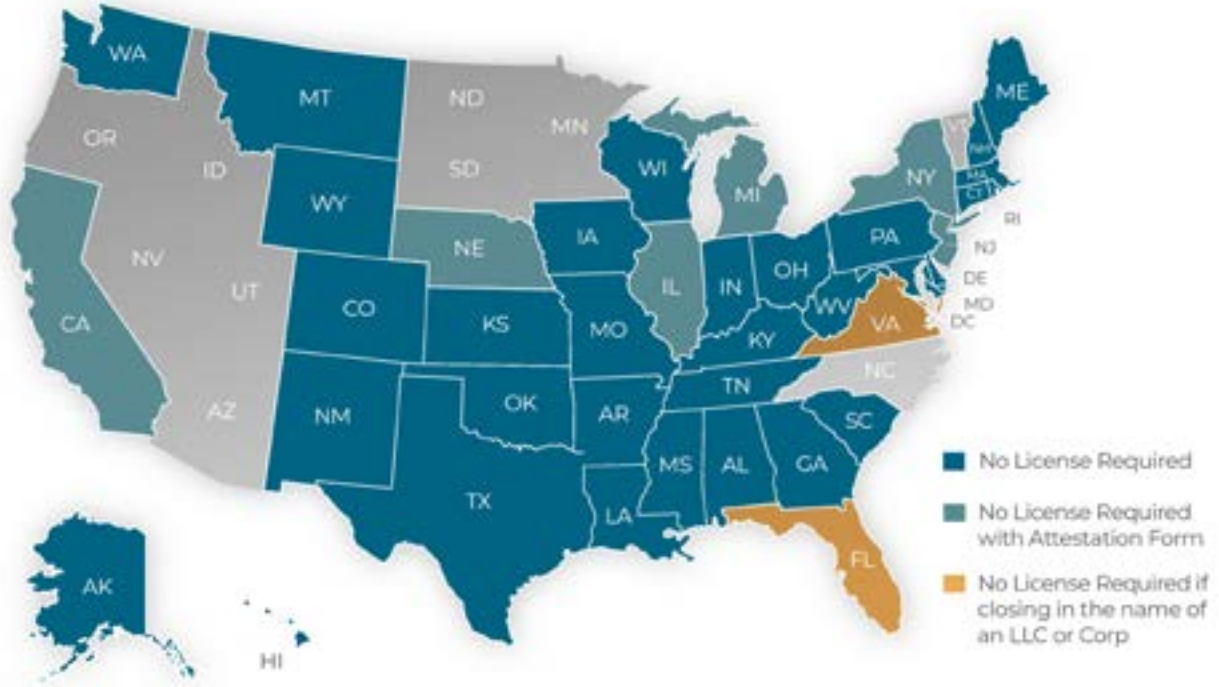 WA
MT
ND
MN
OR
ID
SD
WY
WI
MI
NY
VT
NH
ME
MA
CT
RI
NV
UT
NE
IA
IL
IN
OH
PA
NJ
DE
MD
DC
CA
CO
KS
MO
KY
WV
VA
AZ
NM
OK
AR
TN
NC
SC
TX
LA
MS
AL
GA
FL
AK
HI
No License Required
No License Required
with Attestation Form
No License Required if
closing in the name of
an LLC or Corp